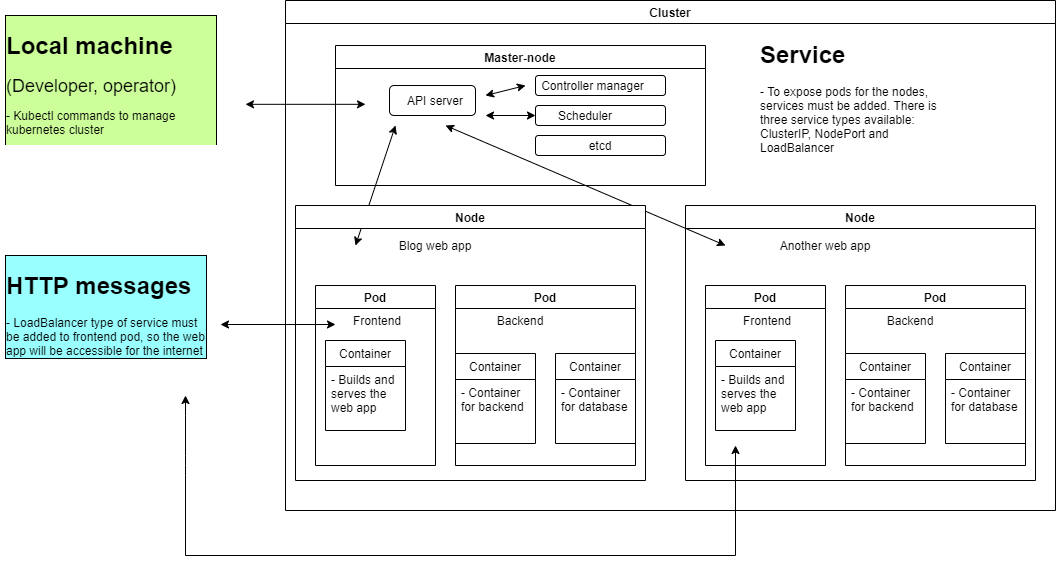 Cluster
Local machine
(Developer, operator)
- Kubectl commands to manage
kubernetes cluster
Master-node
API server
Controller manager
Scheduler
etcd
Service
- To expose pods for the nodes,
services must be added. There is
three service types available:
ClusterIP, NodePort and
LoadBalancer
HTTP messages
- LoadBalancer type of service must
be added to frontend pod, so the web
app will be accessible for the internet
Node
Blog web app
Pod
Frontend
Container
- Builds and
serves the
web app
Pod
Backend
Container
- Container
for backend
Container
- Container
for database
Node
Another web app
Pod
Frontend
Container
- Builds and
serves the
web app
Pod
Backend
Container
- Container
for backend
Container
- Container
for database